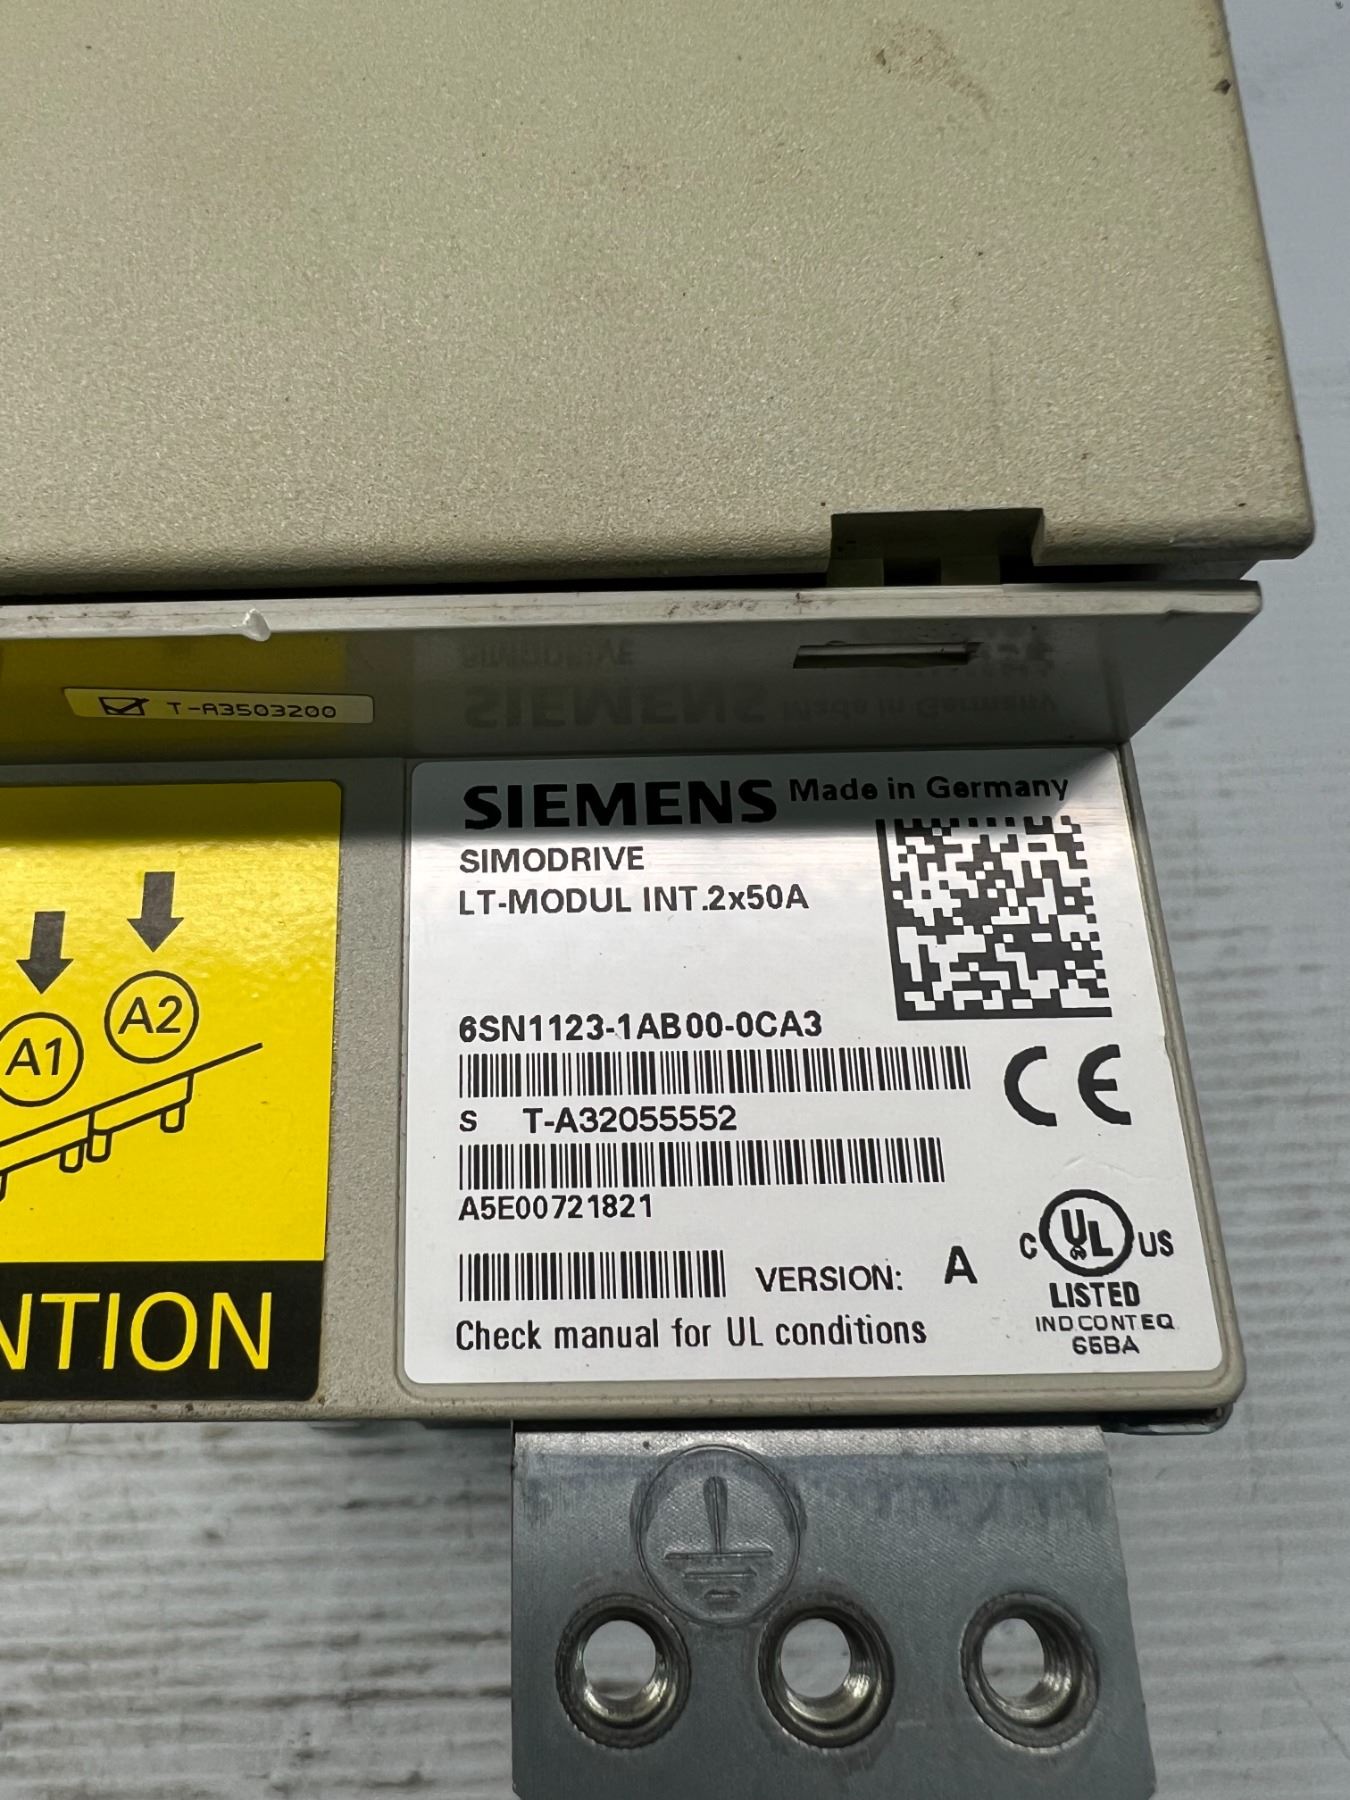 T-A3503200
SIEMENS Made in Germany
SIMODRIVE
LT-MODUL INT.2x50A
6SN1123-1AB00-0CA3
S T-A32055552
A5E00721821
VERSION: A
Check manual for UL conditions
CE
C UL US
LISTED
IND CONT EQ
65BA
A1
A2
NTION